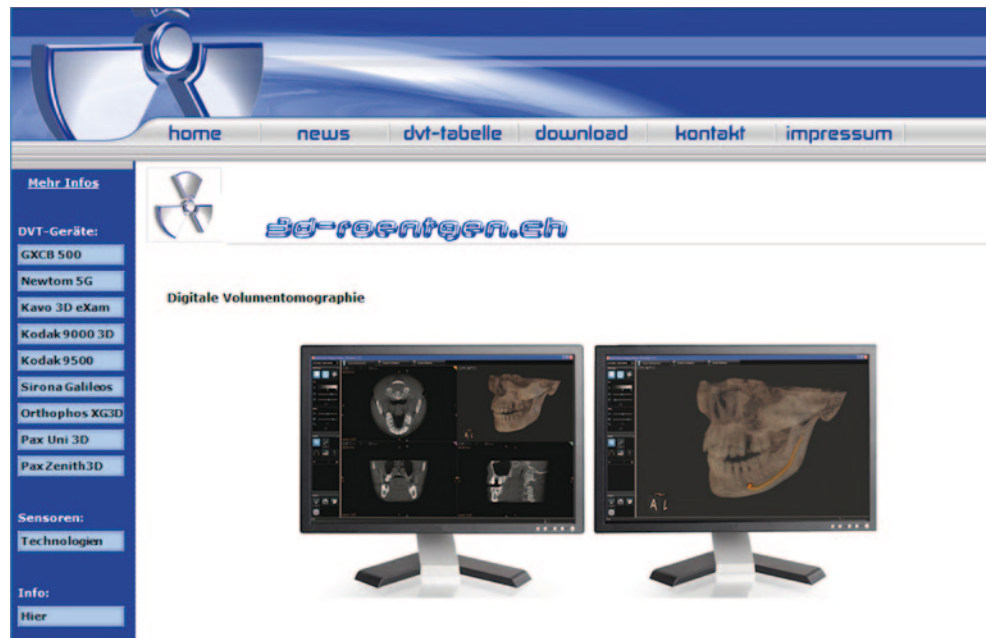 home news dvt-tabelle download kontakt impressum
Mehr Infos
3d-roentgen.ch
DVT-Geräte:
GXCB 500
Newtom 5G
Kavo 3D eXam
Kodak 9000 3D
Kodak 9500
Sirona Galileos
Orthophos XG3D
Pax Uni 3D
Pax Zenith3D
Sensoren:
Technologien
Info:
Hier
Digitale Volumentomographie
A L
A L